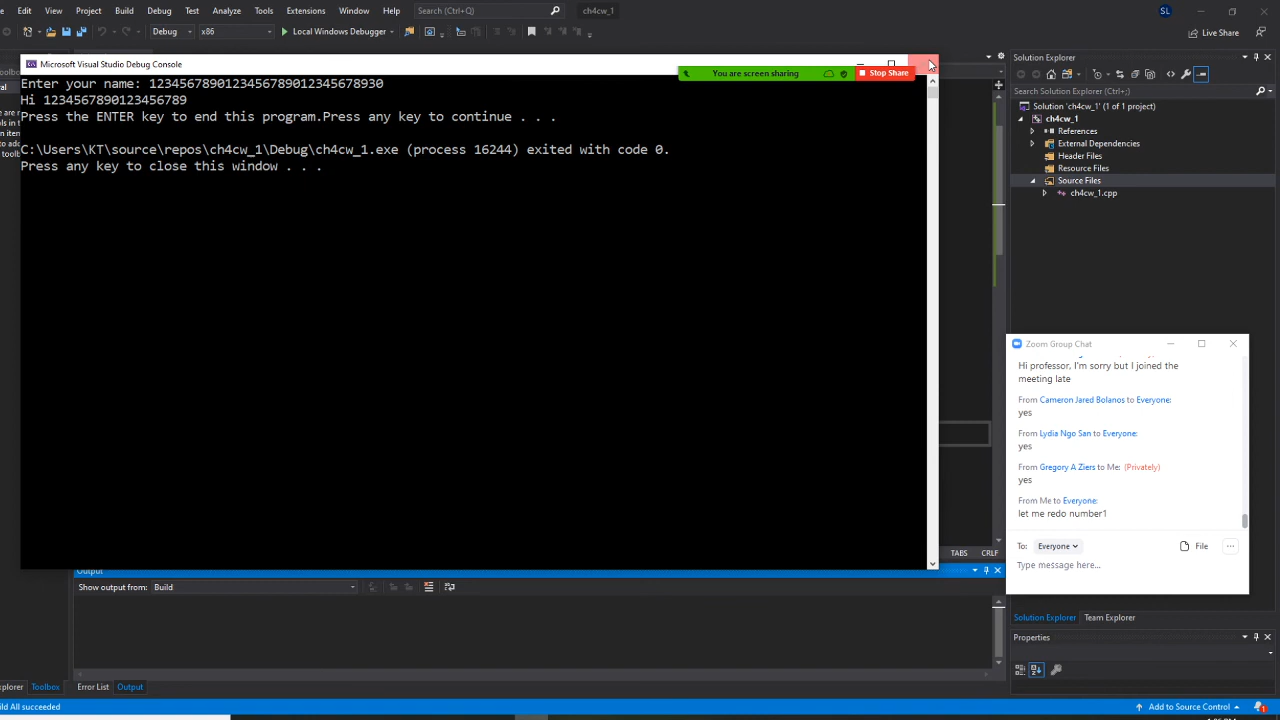 Edit View Project Build Debug Test Analyze Tools Extensions Window Help Search (Ctrl+Q) ch4cw_1 SL
Debug x86 Local Windows Debugger Live Share
Microsoft Visual Studio Debug Console
You are screen sharing Stop Share
Enter your name: 1234567890123456789012345678930
Hi 1234567890123456789
Press the ENTER key to end this program.Press any key to continue . . .
C:\Users\KT\source\repos\ch4cw_1\Debug\ch4cw_1.exe (process 16244) exited with code 0.
Press any key to close this window . . .
Solution Explorer
Search Solution Explorer (Ctrl+;)
Solution 'ch4cw_1' (1 of 1 project)
ch4cw_1
References
External Dependencies
Header Files
Resource Files
Source Files
ch4cw_1.cpp
Zoom Group Chat
Hi professor, I'm sorry but I joined the
meeting late
From Cameron Jared Bolanos to Everyone:
yes
From Lydia Ngo San to Everyone:
yes
From Gregory A Ziers to Me: (Privately)
yes
From Me to Everyone:
let me redo number1
To: Everyone File ...
Type message here...
TABS CRLF
Output
Show output from: Build
Solution Explorer Team Explorer
Properties
plorer Toolbox Error List Output
uild All succeeded Add to Source Control 1